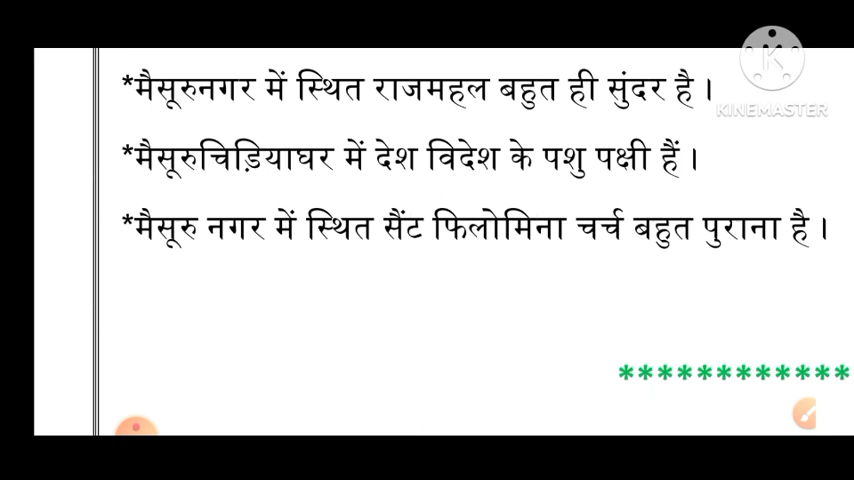 *मैसूरुनगर में स्थित राजमहल बहुत ही सुंदर है ।
KINEMASTER
*मैसूरुचिड़ियाघर में देश विदेश के पशु पक्षी हैं ।
*मैसूरु नगर में स्थित सैंट फिलोमिना चर्च बहुत पुराना है ।
************